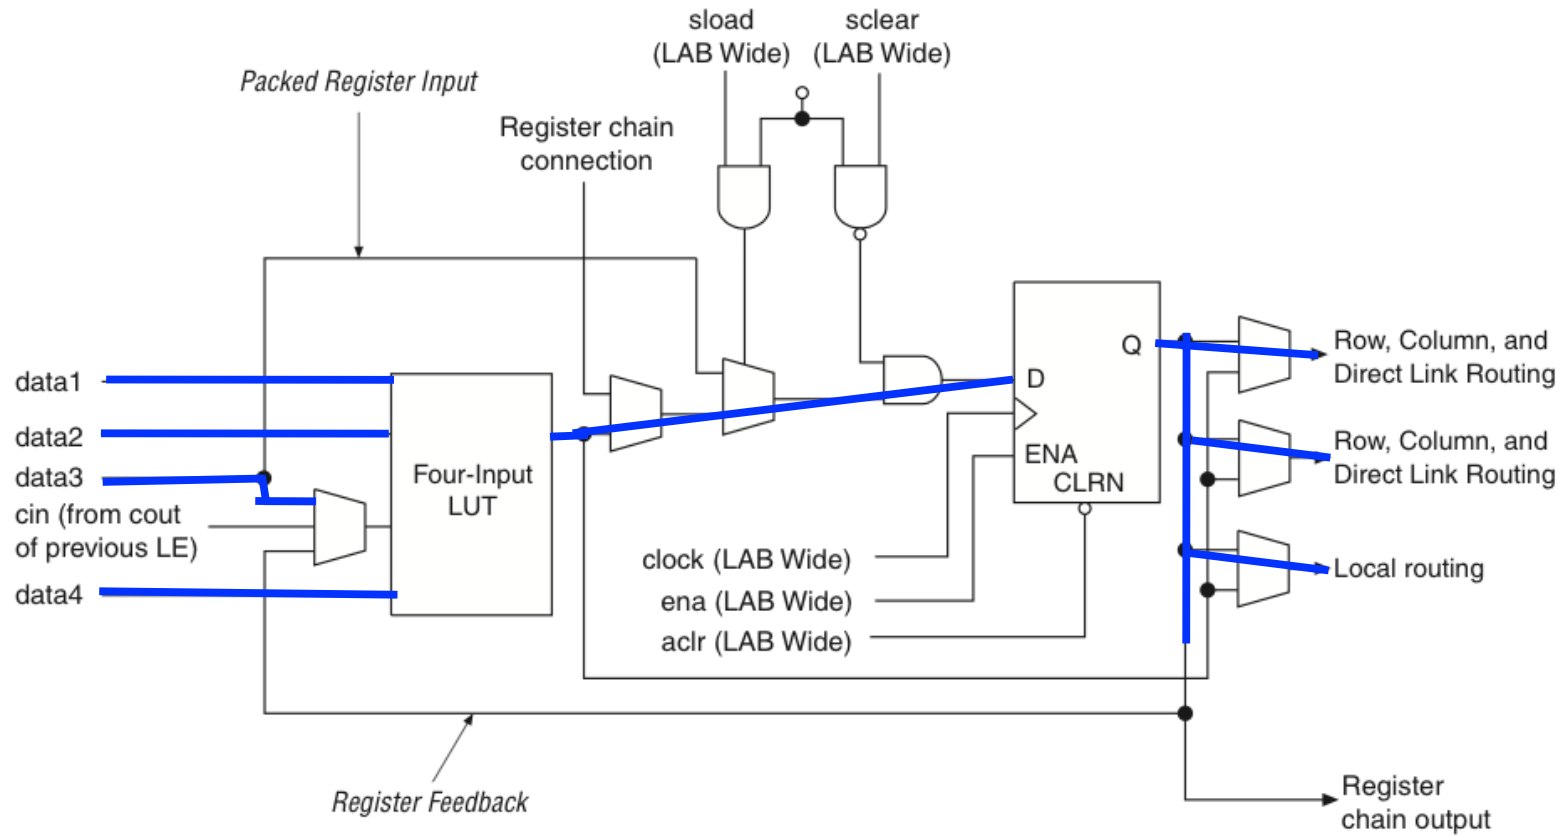 sload
(LAB Wide)
sclear
(LAB Wide)
Packed Register Input
Register chain
connection
data1
data2
data3
cin (from cout
of previous LE)
data4
Four-Input
LUT
D
Q
ENA
CLRN
clock (LAB Wide)
ena (LAB Wide)
aclr (LAB Wide)
Row, Column, and
Direct Link Routing
Row, Column, and
Direct Link Routing
Local routing
Register Feedback
Register
chain output